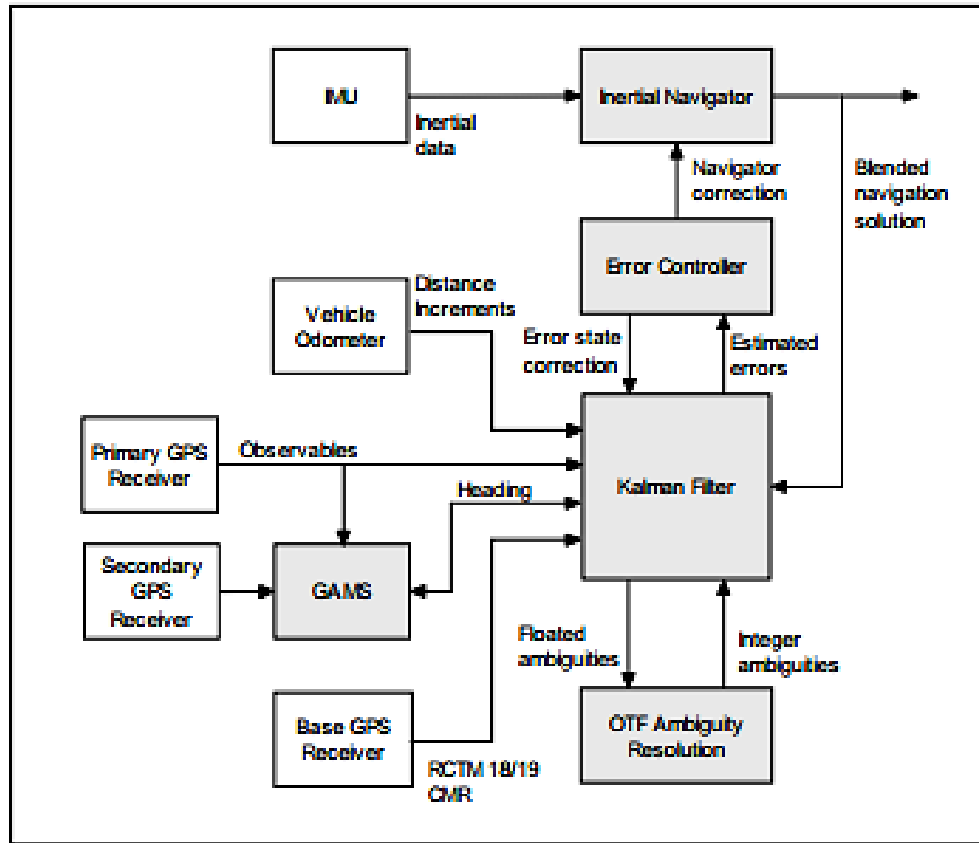 IMU
Inertial Navigator
Inertial
data
Navigator
correction
Blended
navigation
solution
Error Controller
Distance
Increments
Vehicle
Odometer
Error state
correction
Estimated
errors
Primary GPS
Receiver
Observables
Heading
Kalman Filter
Secondary
GPS
Receiver
GAMS
Floated
ambiguities
Integer
ambiguities
Base GPS
Receiver
RCTM 18/19
CMR
OTF Ambiguity
Resolution